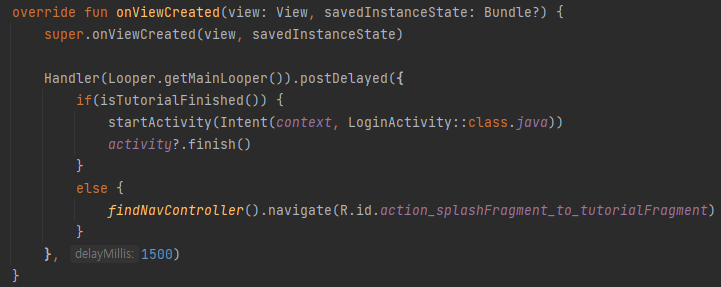 override fun onViewCreated(view: View, savedInstanceState: Bundle?) {
    super.onViewCreated(view, savedInstanceState)

    Handler(Looper.getMainLooper()).postDelayed({
        if(isTutorialFinished()) {
            startActivity(Intent(context, LoginActivity::class.java))
            activity?.finish()
        }
        else {
            findNavController().navigate(R.id.action_splashFragment_to_tutorialFragment)
        }
    }, delayMillis: 1500)
}